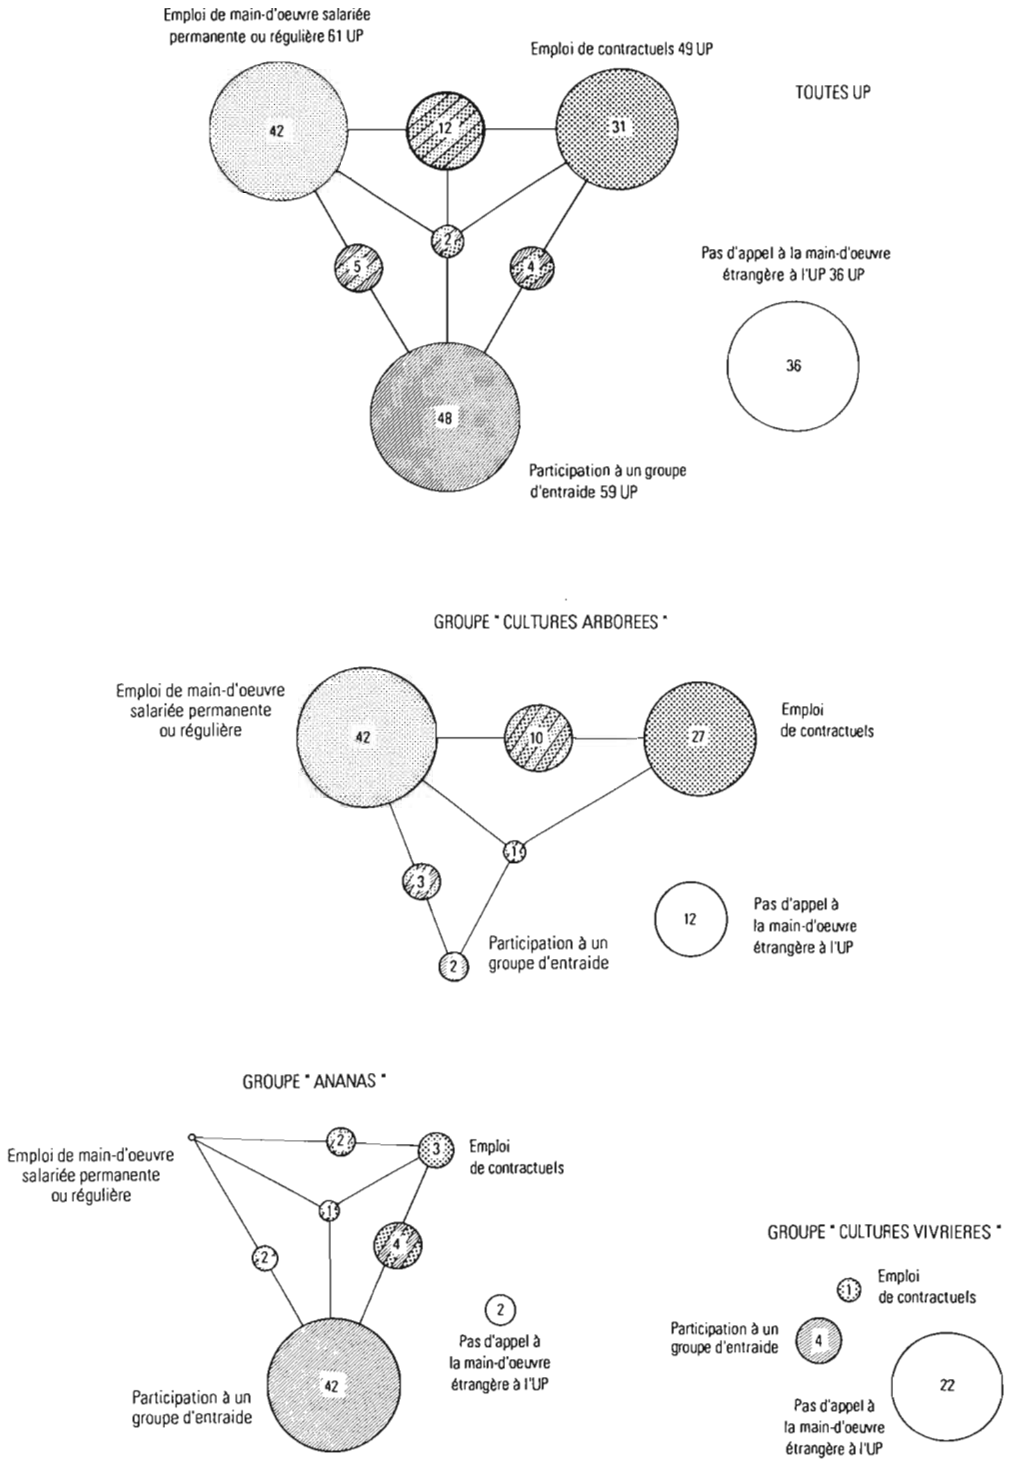 Emploi de main-d'oeuvre salariée
permanente ou régulière 61 UP
Emploi de contractuels 49 UP
TOUTES UP
42
12
31
2
5
4
Pas d'appel à la main-d'oeuvre
étrangère à l'UP 36 UP
36
48
Participation à un groupe
d'entraide 59 UP
GROUPE " CULTURES ARBOREES "
Emploi de main-d'oeuvre
salariée permanente
ou régulière
42
10
27
Emploi
de contractuels
1
3
12
Pas d'appel à
la main-d'oeuvre
étrangère à l'UP
Participation à un
groupe d'entraide
2
GROUPE " ANANAS "
Emploi de main-d'oeuvre
salariée permanente
ou régulière
2
3
Emploi
de contractuels
1
2
4
2
Pas d'appel à
la main-d'oeuvre
étrangère à l'UP
42
Participation à un
groupe d'entraide
GROUPE " CULTURES VIVRIERES "
1
Emploi
de contractuels
Participation à un
groupe d'entraide
4
22
Pas d'appel à
la main-d'oeuvre
étrangère à l'UP